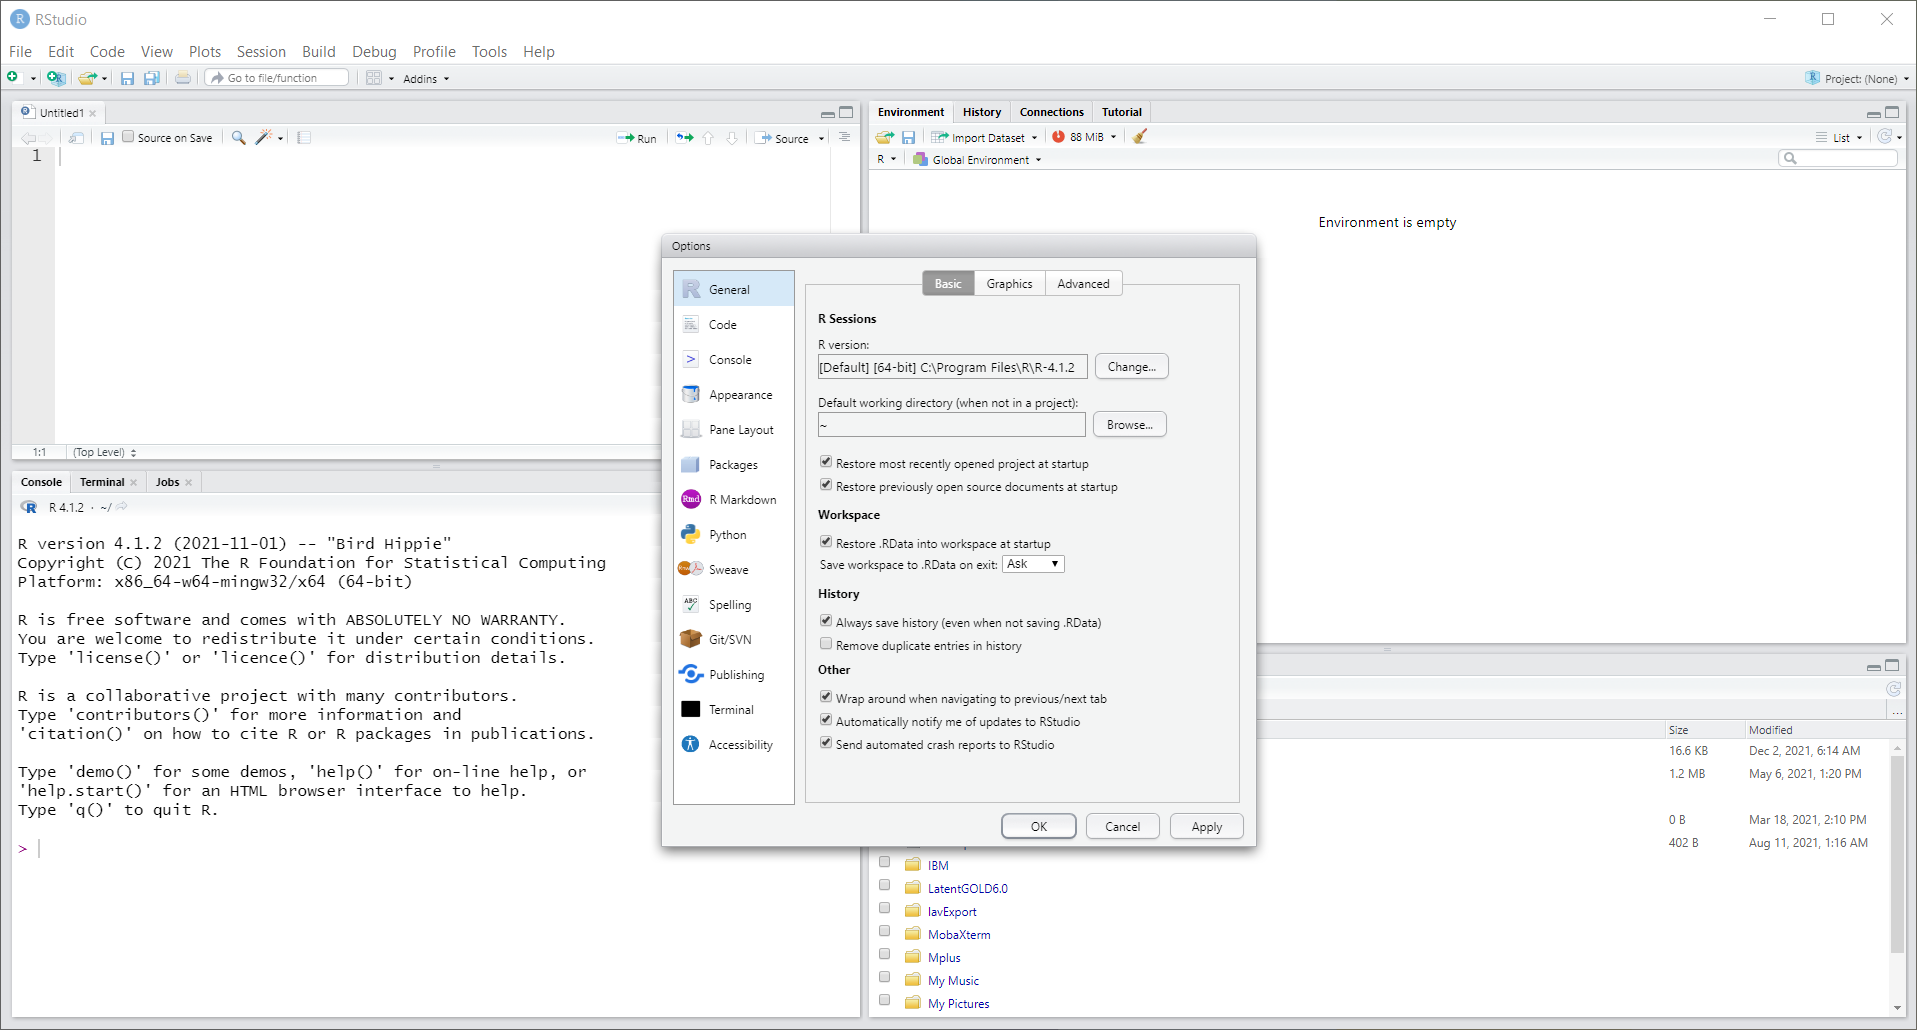 RStudio
File Edit Code View Plots Session Build Debug Profile Tools Help
Go to file/function Addins Project: (None)
Untitled1
Source on Save Run Source
1
1:1 (Top Level)
Console Terminal Jobs
R 4.1.2 · ~/
R version 4.1.2 (2021-11-01) -- "Bird Hippie"
Copyright (C) 2021 The R Foundation for Statistical Computing
Platform: x86_64-w64-mingw32/x64 (64-bit)
R is free software and comes with ABSOLUTELY NO WARRANTY.
You are welcome to redistribute it under certain conditions.
Type 'license()' or 'licence()' for distribution details.
R is a collaborative project with many contributors.
Type 'contributors()' for more information and
'citation()' on how to cite R or R packages in publications.
Type 'demo()' for some demos, 'help()' for on-line help, or
'help.start()' for an HTML browser interface to help.
Type 'q()' to quit R.
>
Environment History Connections Tutorial
Import Dataset 88 MiB List
R Global Environment
Environment is empty
Options
General
Code
Console
Appearance
Pane Layout
Packages
R Markdown
Python
Sweave
Spelling
Git/SVN
Publishing
Terminal
Accessibility
Basic Graphics Advanced
R Sessions
R version:
[Default] [64-bit] C:\Program Files\R\R-4.1.2 Change...
Default working directory (when not in a project):
~ Browse...
Restore most recently opened project at startup
Restore previously open source documents at startup
Workspace
Restore .RData into workspace at startup
Save workspace to .RData on exit: Ask
History
Always save history (even when not saving .RData)
Remove duplicate entries in history
Other
Wrap around when navigating to previous/next tab
Automatically notify me of updates to RStudio
Send automated crash reports to RStudio
OK Cancel Apply
...
Size Modified
16.6 KB Dec 2, 2021, 6:14 AM
1.2 MB May 6, 2021, 1:20 PM
0 B Mar 18, 2021, 2:10 PM
402 B Aug 11, 2021, 1:16 AM
IBM
LatentGOLD6.0
lavExport
MobaXterm
Mplus
My Music
My Pictures